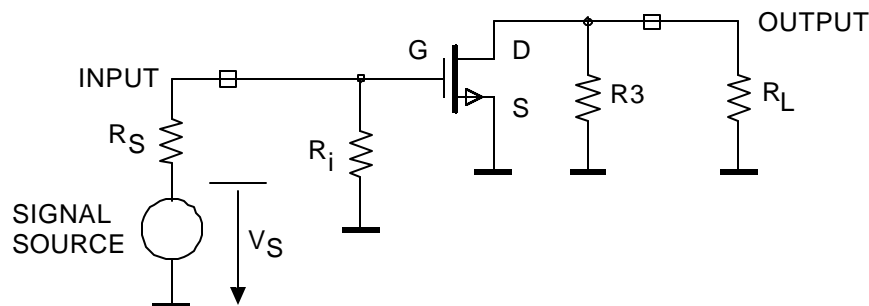 OUTPUT
G
D
INPUT
R3
RL
S
RS
Ri
SIGNAL
SOURCE
VS